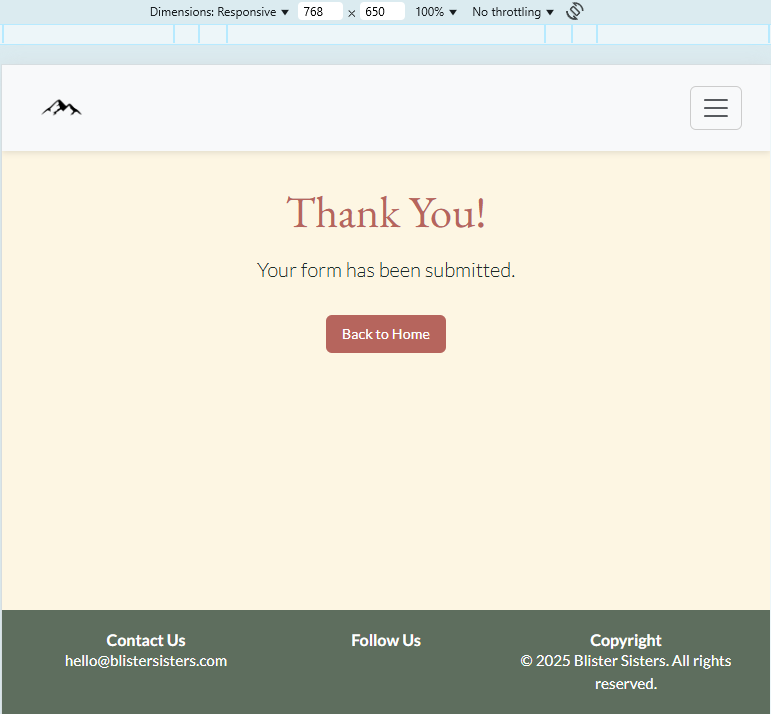 Dimensions: Responsive ▼ 768 × 650 100% ▼ No throttling ▼
Thank You!
Your form has been submitted.
Back to Home
Contact Us
hello@blistersisters.com
Follow Us
Copyright
© 2025 Blister Sisters. All rights
reserved.